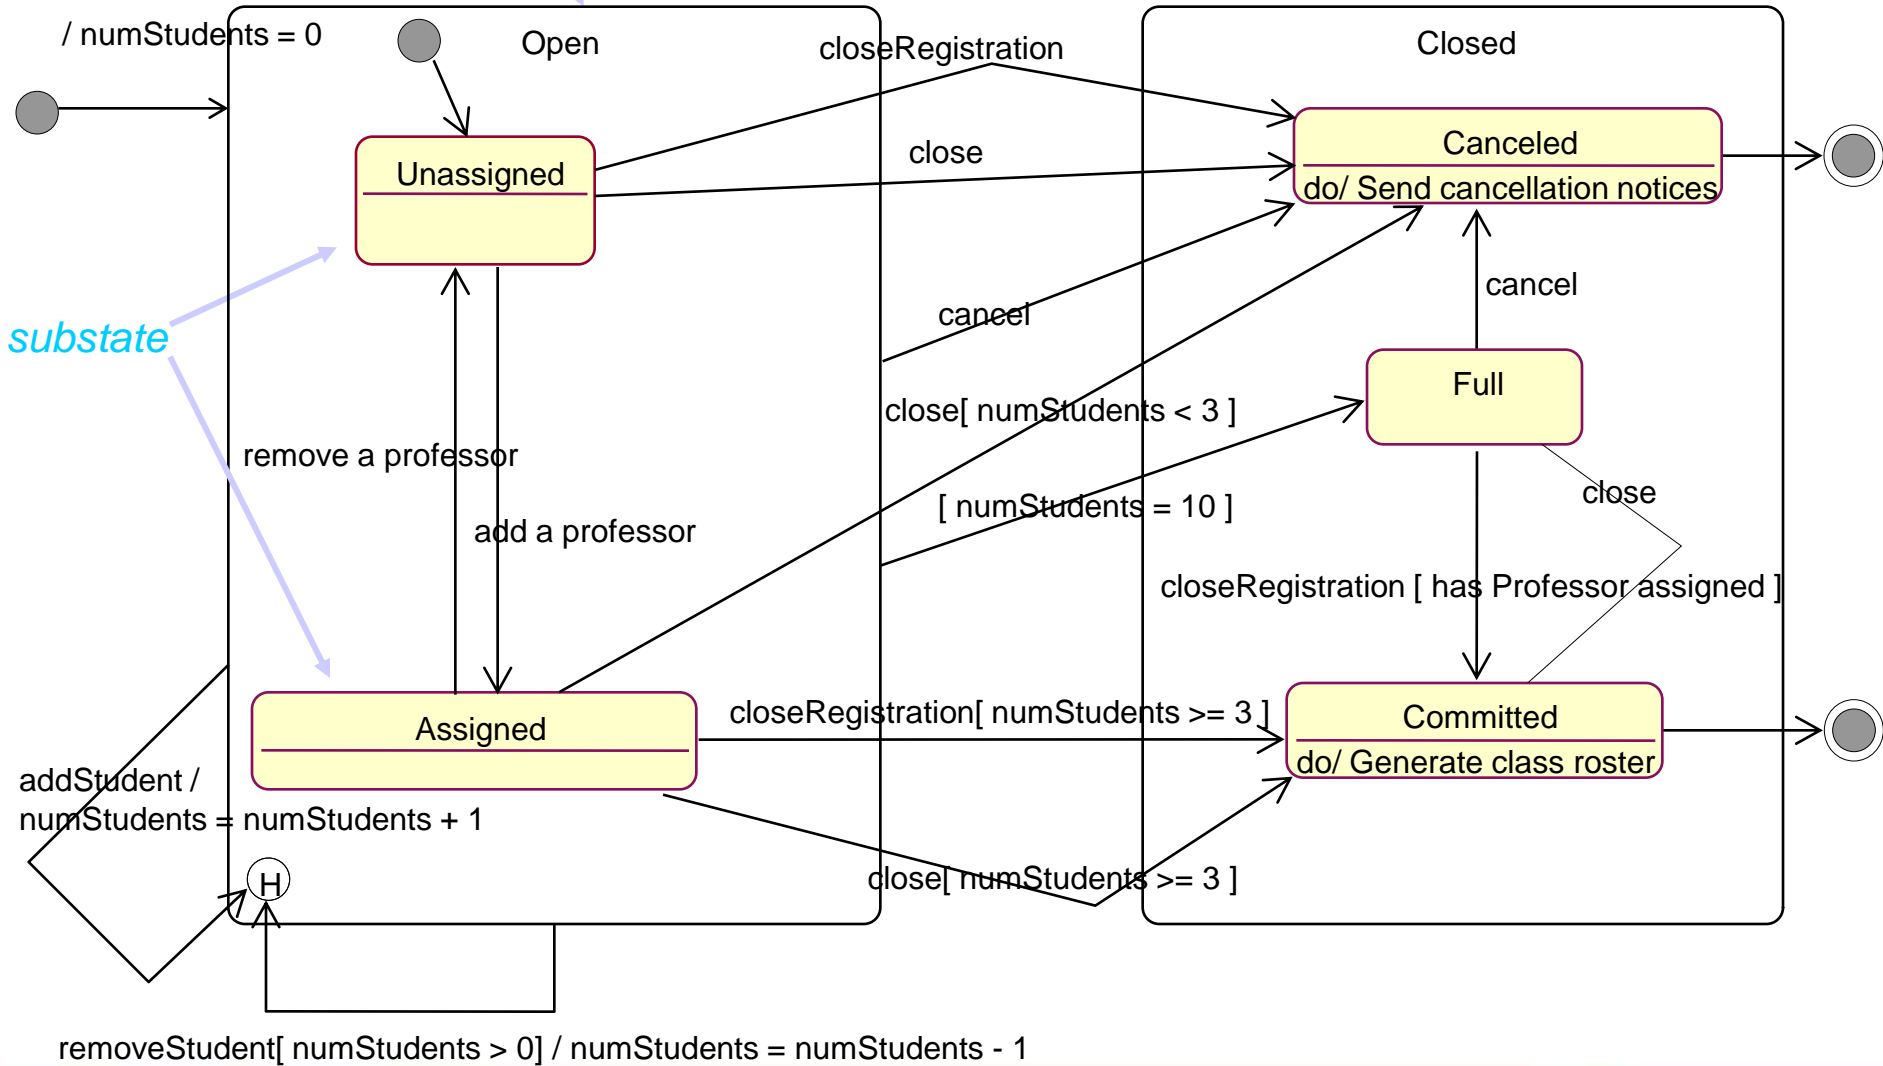 / numStudents = 0
Open
closeRegistration
Closed
Canceled
do/ Send cancellation notices
close
Unassigned
cancel
cancel
substate
Full
close[ numStudents < 3 ]
remove a professor
close
[ numStudents = 10 ]
add a professor
closeRegistration [ has Professor assigned ]
closeRegistration[ numStudents >= 3 ]
Committed
do/ Generate class roster
Assigned
addStudent /
numStudents = numStudents + 1
H
close[ numStudents >= 3 ]
removeStudent[ numStudents > 0] / numStudents = numStudents - 1